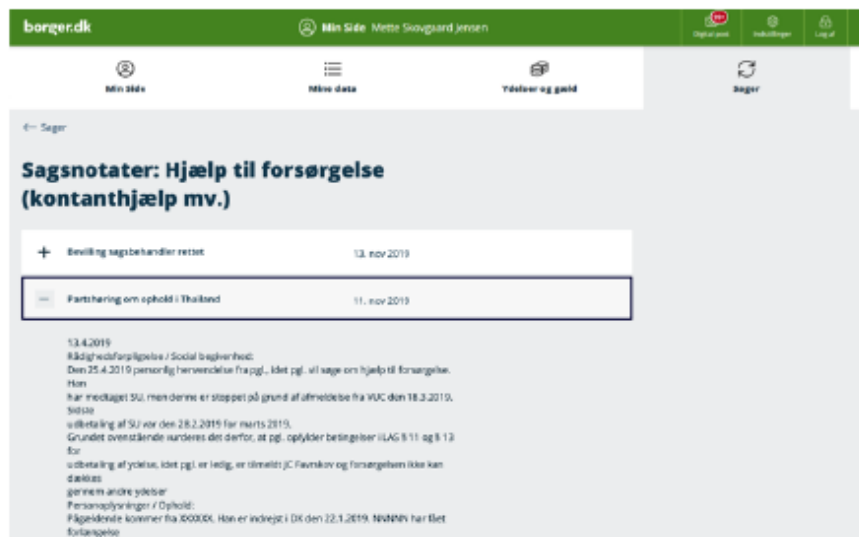 borger.dk
Min Side Mette Skovgaard Jensen
99+
Digital post
Indstillinger
Log af
Min Side
Mine data
Ydelser og gæld
Sager
← Sager
Sagsnotater: Hjælp til forsørgelse
(kontanthjælp mv.)
+ Bevilling sagsbehandler rettet 13. nov 2019
— Partshøring om ophold i Thailand 11. nov 2019
13.4.2019
Rådighedsforpligtelse / Social begivenhed:
Den 25.4.2019 personlig henvendelse fra pgl., idet pgl. vil søge om hjælp til forsørgelse.
Han
har modtaget SU, men denne er stoppet på grund af afmeldelse fra VUC den 18.3.2019.
Sidste
udbetaling af SU var den 28.2.2019 for marts 2019.
Grundet ovenstående vurderes det derfor, at pgl. opfylder betingelser i LAS § 11 og § 13
for
udbetaling af ydelse, idet pgl. er ledig, er tilmeldt JC Favrskov og forsørgelsen ikke kan
dækkes
gennem andre ydelser
Personoplysninger / Ophold:
Pågældende kommer fra XXXXXX. Han er indrejst i DK den 22.1.2019. NNNNNN har fået
forlængelse